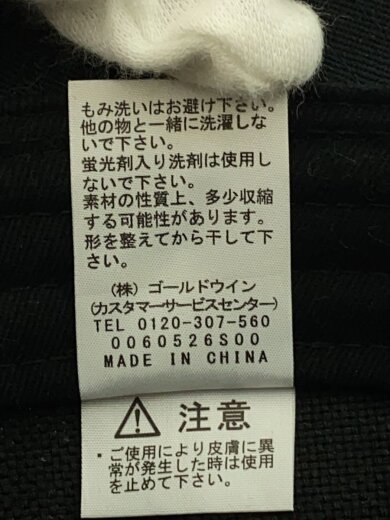 もみ洗いはお避け下さい。
他の物と一緒に洗濯しな
いで下さい。
蛍光剤入り洗剤は使用し
ないで下さい。
素材の性質上、多少収縮
する可能性があります。
形を整えてから干して下
さい。
(株) ゴールドウイン
(カスタマーサービスセンター)
TEL 0120-307-560
0060526S00
MADE IN CHINA
注意
・ご使用により皮膚に異
常が発生した時は使用
を止めて下さい。